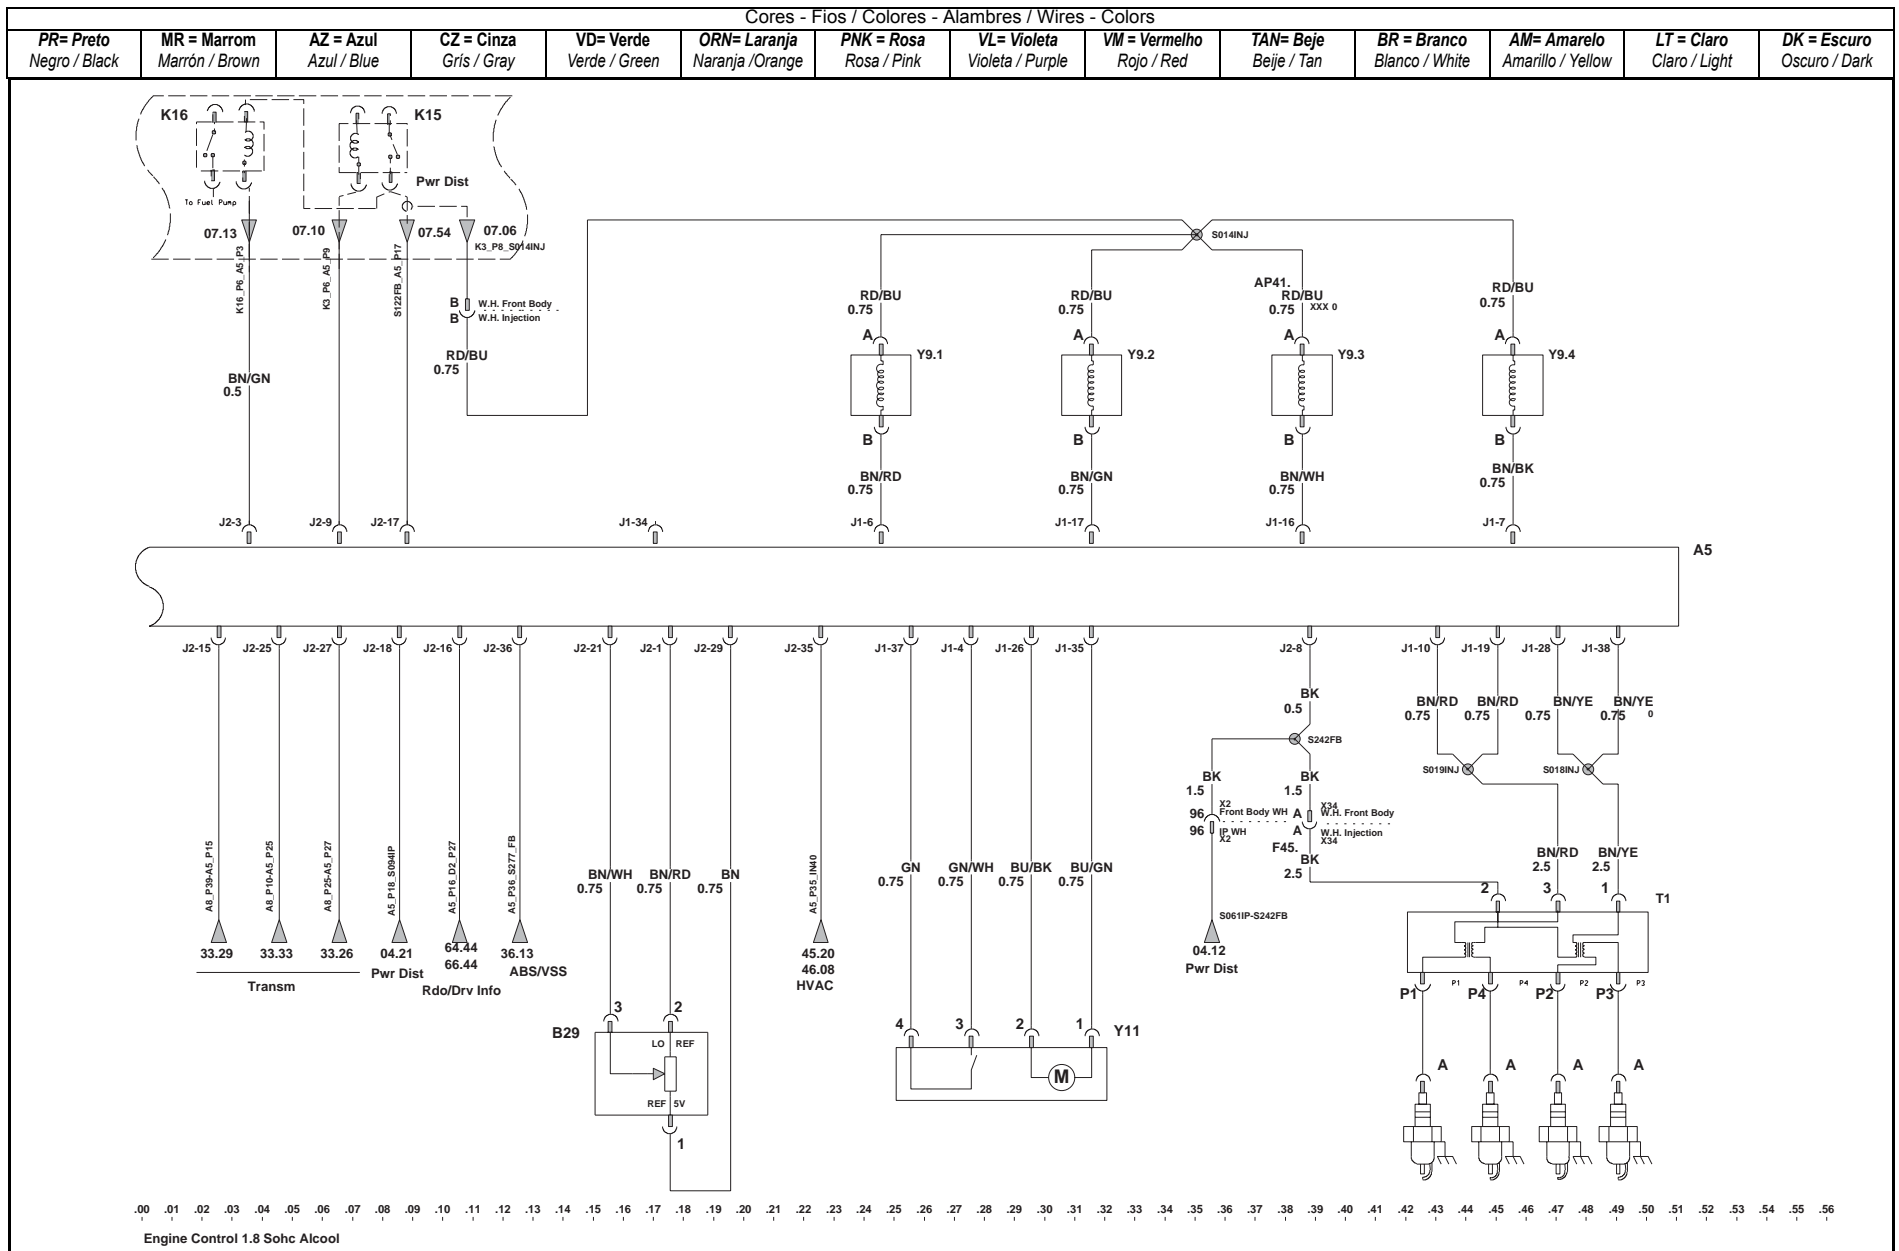 Cores - Fios / Colores - Alambres / Wires - Colors
PR= Preto
Negro / Black
MR = Marrom
Marrón / Brown
AZ = Azul
Azul / Blue
CZ = Cinza
Gris / Gray
VD= Verde
Verde / Green
ORN= Laranja
Naranja /Orange
PNK = Rosa
Rosa / Pink
VL= Violeta
Violeta / Purple
VM = Vermelho
Rojo / Red
TAN= Beje
Beije / Tan
BR = Branco
Blanco / White
AM= Amarelo
Amarillo / Yellow
LT = Claro
Claro / Light
DK = Escuro
Oscuro / Dark
K16
K15
Pwr Dist
To Fuel Pump
07.13
07.10
07.54
07.06
K3_P8_S014INJ
K16_P6_A5_P3
K3_P6_A5_P9
S122FB_A5_P17
B W.H. Front Body
B W.H. Injection
RD/BU
0.75
BN/GN
0.5
S014INJ
RD/BU
0.75
RD/BU
0.75
AP41.
RD/BU
0.75 XXX 0
RD/BU
0.75
A
A
A
A
Y9.1
Y9.2
Y9.3
Y9.4
B
B
B
B
BN/RD
0.75
BN/GN
0.75
BN/WH
0.75
BN/BK
0.75
J2-3
J2-9
J2-17
J1-34
J1-6
J1-17
J1-16
J1-7
A5
J2-15
J2-25
J2-27
J2-18
J2-16
J2-36
J2-21
J2-1
J2-29
J2-35
J1-37
J1-4
J1-26
J1-35
J2-8
J1-10
J1-19
J1-28
J1-38
BK
0.5
BN/RD
0.75
BN/RD
0.75
BN/YE
0.75
BN/YE
0.75 0
S242FB
S019INJ
S018INJ
BK
1.5
BK
1.5
X2
96 Front Body WH
96 IP WH
X2
X34
A W.H. Front Body
A W.H. Injection
X34
F45.
BK
2.5
A8_P39-A5_P15
A8_P10-A5_P25
A8_P25-A5_P27
A5_P18_S094IP
A5_P16_D2_P27
A5_P36_S277_FB
BN/WH
0.75
BN/RD
0.75
BN
0.75
A5_P35_IN40
GN
0.75
GN/WH
0.75
BU/BK
0.75
BU/GN
0.75
BN/RD
2.5
BN/YE
2.5
2
3
1
T1
S061IP-S242FB
33.29
33.33
33.26
Transm
04.21
Pwr Dist
64.44
66.44
Rdo/Drv Info
36.13
ABS/VSS
45.20
46.08
HVAC
04.12
Pwr Dist
P1
P1
P4
P4
P2
P2
P3
P3
B29
3
2
LO REF
REF 5V
1
4
3
2
1
Y11
M
A
A
A
A
.00 .01 .02 .03 .04 .05 .06 .07 .08 .09 .10 .11 .12 .13 .14 .15 .16 .17 .18 .19 .20 .21 .22 .23 .24 .25 .26 .27 .28 .29 .30 .31 .32 .33 .34 .35 .36 .37 .38 .39 .40 .41 .42 .43 .44 .45 .46 .47 .48 .49 .50 .51 .52 .53 .54 .55 .56
Engine Control 1.8 Sohc Alcool